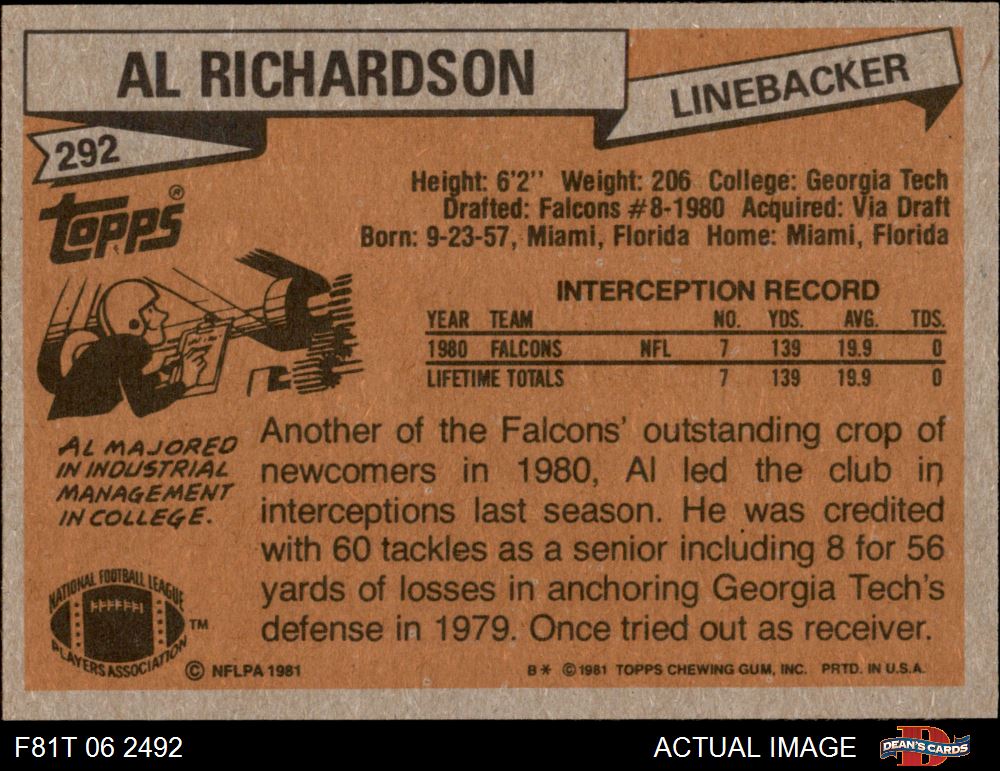 AL RICHARDSON
LINEBACKER
292
Topps®
Height: 6'2'' Weight: 206 College: Georgia Tech
Drafted: Falcons #8-1980 Acquired: Via Draft
Born: 9-23-57, Miami, Florida Home: Miami, Florida
INTERCEPTION RECORD
YEAR TEAM NO. YDS. AVG. TDS.
1980 FALCONS NFL 7 139 19.9 0
LIFETIME TOTALS 7 139 19.9 0
AL MAJORED
IN INDUSTRIAL
MANAGEMENT
IN COLLEGE.
Another of the Falcons' outstanding crop of
newcomers in 1980, Al led the club in
interceptions last season. He was credited
with 60 tackles as a senior including 8 for 56
yards of losses in anchoring Georgia Tech's
defense in 1979. Once tried out as receiver.
NATIONAL FOOTBALL LEAGUE
PLAYERS ASSOCIATION
TM
© NFLPA 1981
B* © 1981 TOPPS CHEWING GUM, INC. PRTD. IN U.S.A.
F81T 06 2492
ACTUAL IMAGE
D
DEAN'S CARDS